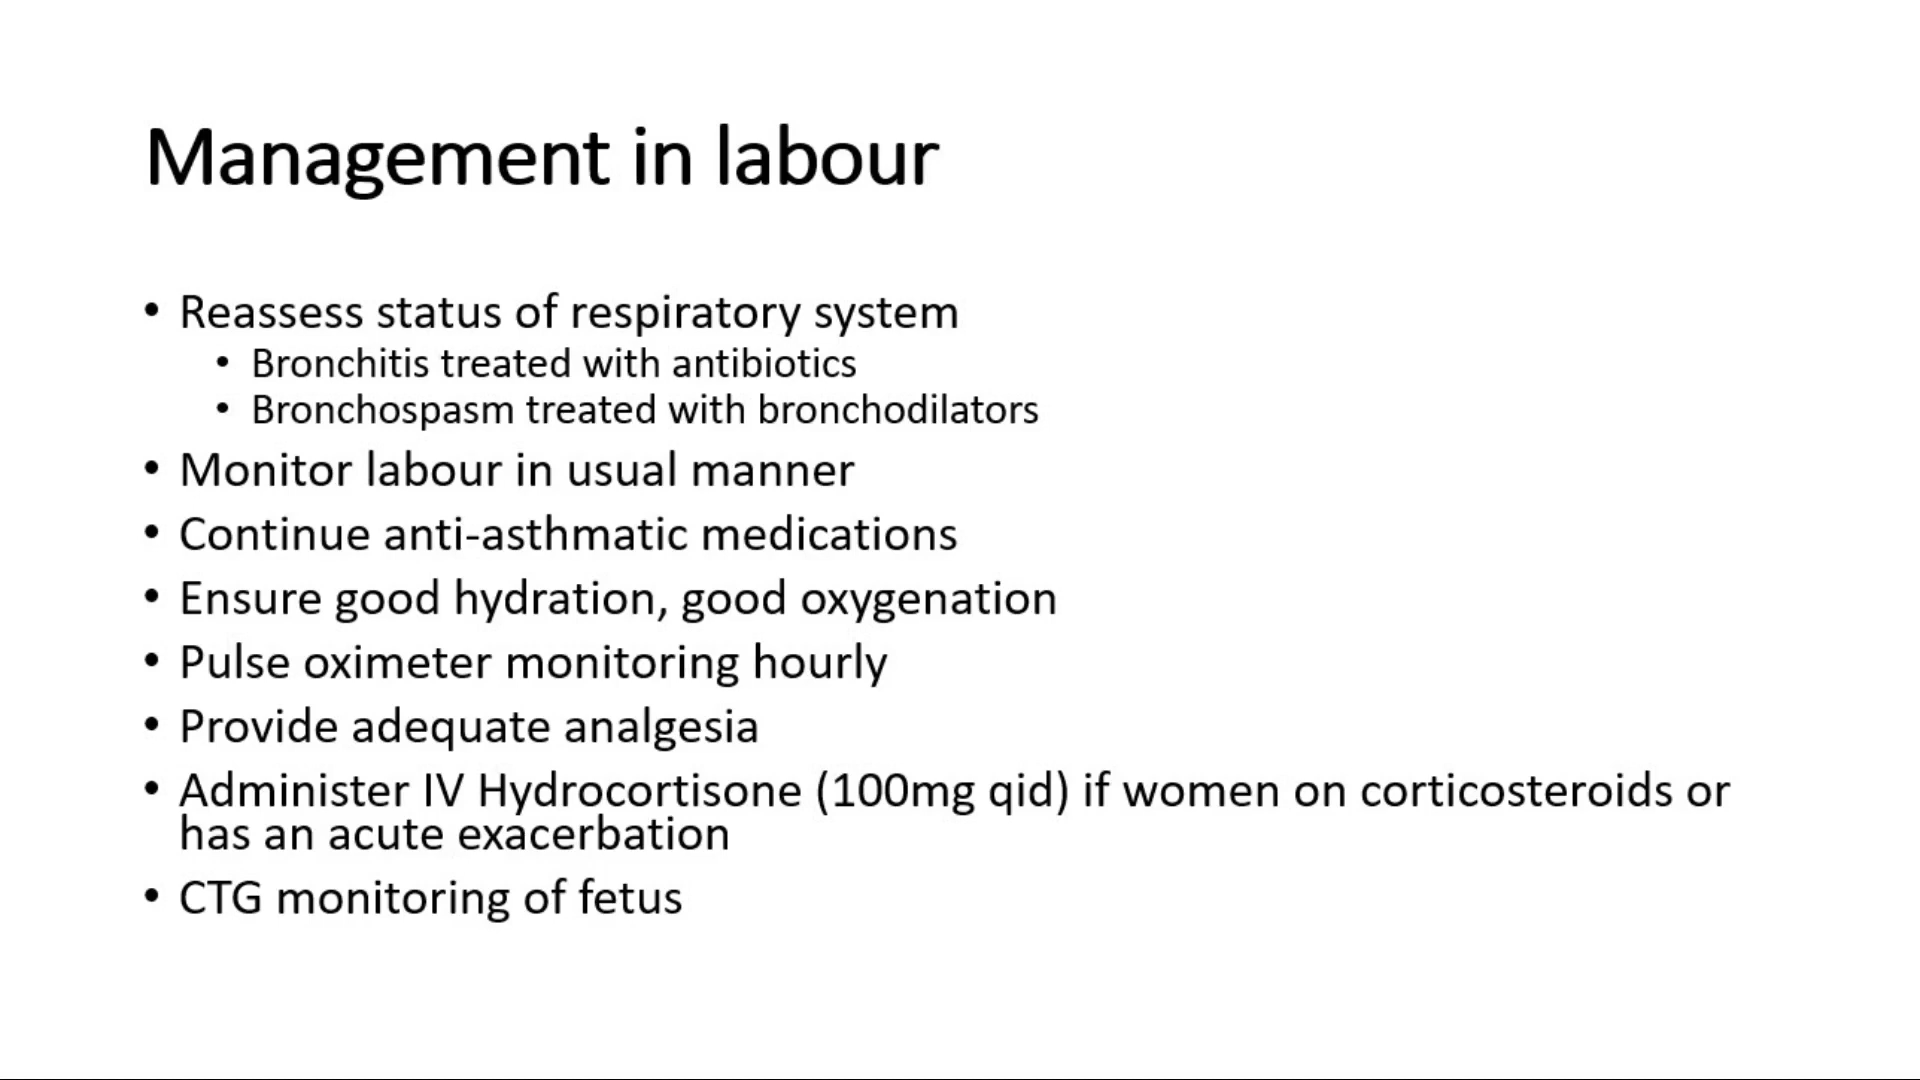 Management in labour
• Reassess status of respiratory system
• Bronchitis treated with antibiotics
• Bronchospasm treated with bronchodilators
• Monitor labour in usual manner
• Continue anti-asthmatic medications
• Ensure good hydration, good oxygenation
• Pulse oximeter monitoring hourly
• Provide adequate analgesia
• Administer IV Hydrocortisone (100mg qid) if women on corticosteroids or
has an acute exacerbation
• CTG monitoring of fetus